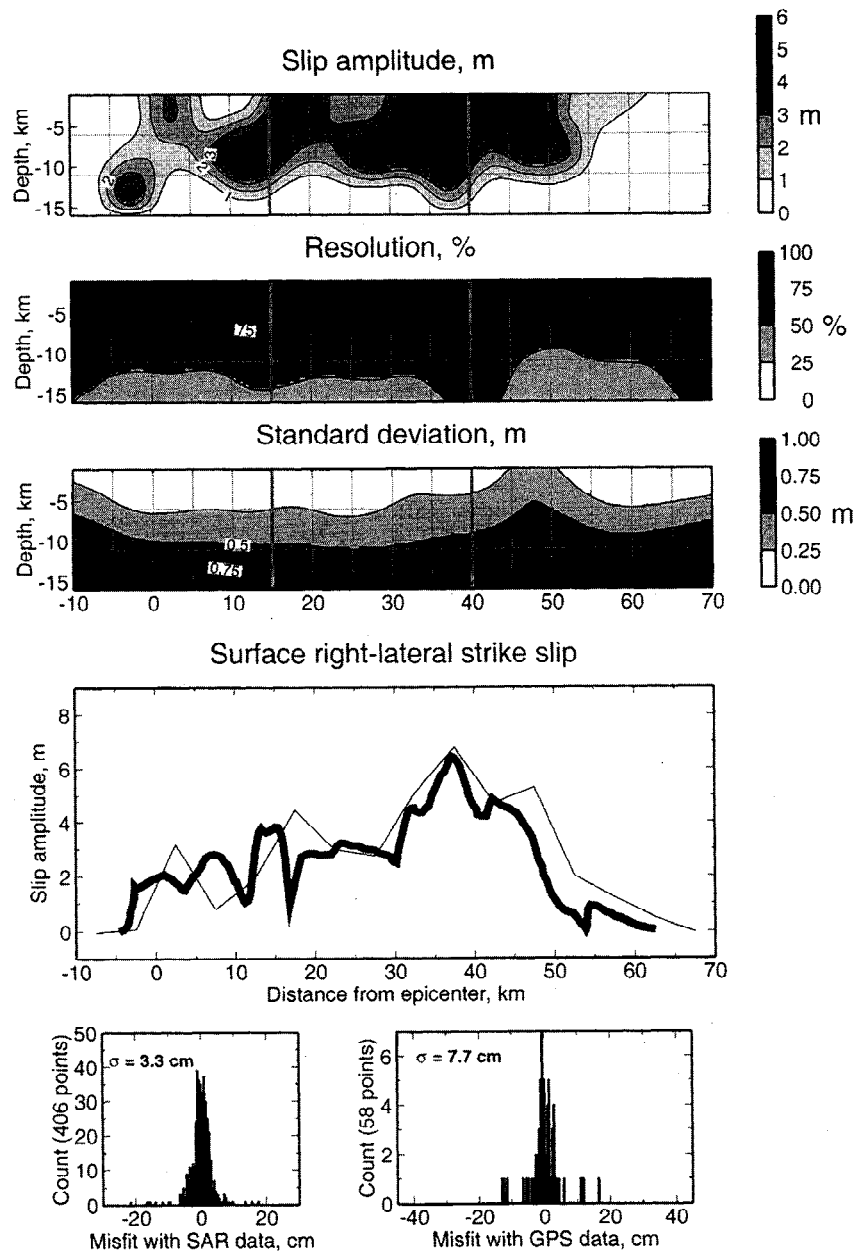 Slip amplitude, m
6
5
4
3
2
1
0
m
Depth, km
-5
-10
-15
2
2
3
1
Resolution, %
100
75
50
25
0
%
Depth, km
-5
-10
-15
75
Standard deviation, m
1.00
0.75
0.50
0.25
0.00
m
Depth, km
-5
-10
-15
0.5
0.75
-10 0 10 20 30 40 50 60 70
Surface right-lateral strike slip
Slip amplitude, m
8
6
4
2
0
-10 0 10 20 30 40 50 60 70
Distance from epicenter, km
Count (406 points)
50
40
30
20
10
0
σ = 3.3 cm
-20 0 20
Misfit with SAR data, cm
Count (58 points)
6
4
2
0
σ = 7.7 cm
-40 -20 0 20 40
Misfit with GPS data, cm